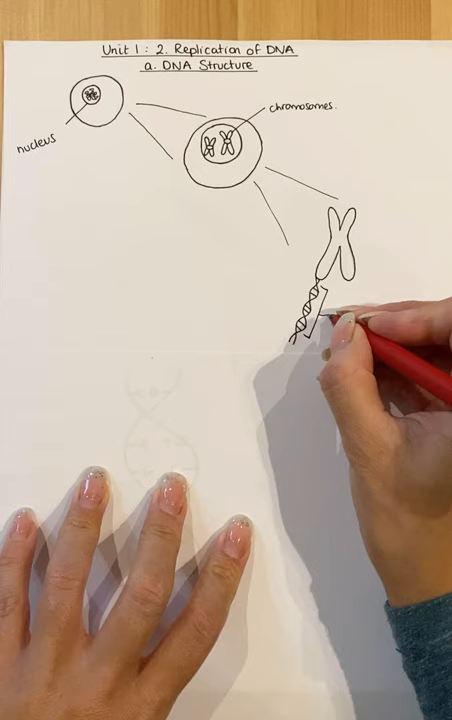 Unit 1 : 2. Replication of DNA
a. DNA Structure
chromosomes.
nucleus